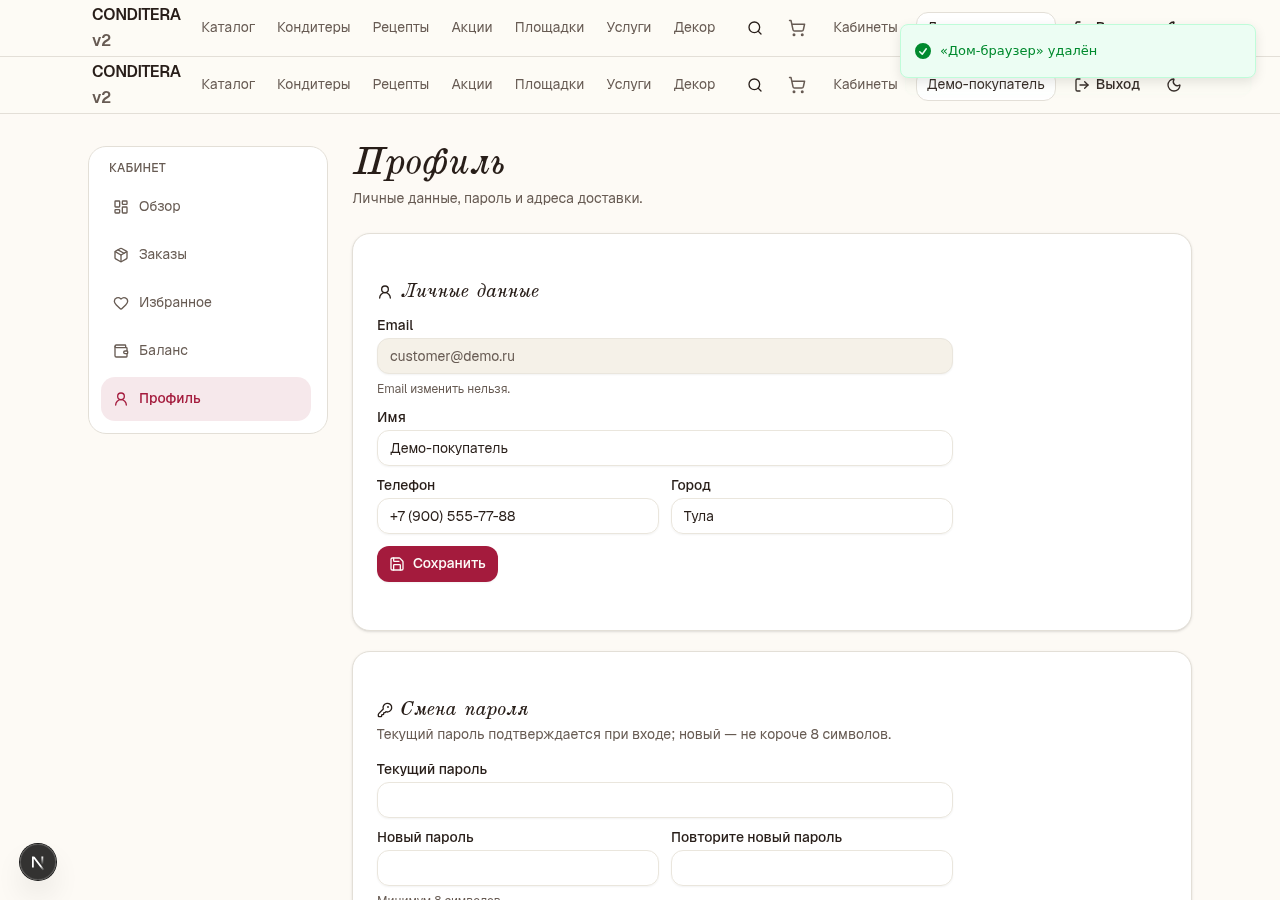 CONDITERA v2
Каталог Кондитеры Рецепты Акции Площадки Услуги Декор Кабинеты
«Дом-браузер» удалён
CONDITERA v2
Каталог Кондитеры Рецепты Акции Площадки Услуги Декор Кабинеты Демо-покупатель Выход
КАБИНЕТ
Обзор
Заказы
Избранное
Баланс
Профиль
Профиль
Личные данные, пароль и адреса доставки.
Личные данные
Email
customer@demo.ru
Email изменить нельзя.
Имя
Демо-покупатель
Телефон Город
+7 (900) 555-77-88 Тула
Сохранить
Смена пароля
Текущий пароль подтверждается при входе; новый — не короче 8 символов.
Текущий пароль
Новый пароль Повторите новый пароль
Минимум 8 символов